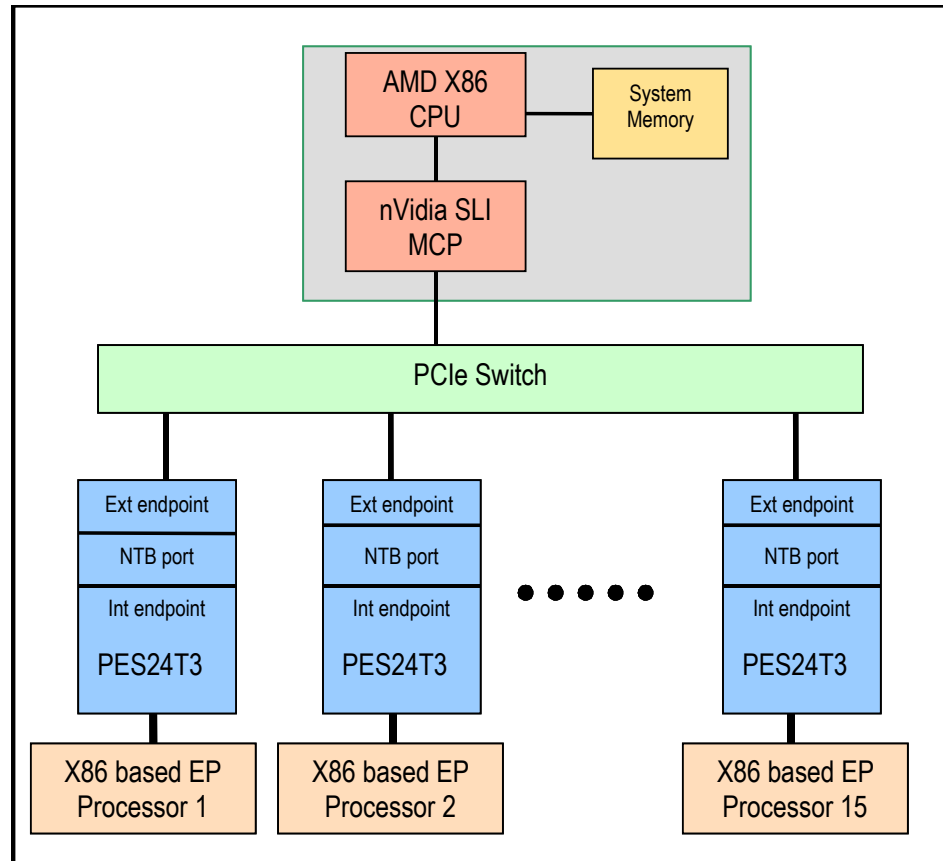 AMD X86
CPU
System
Memory
nVidia SLI
MCP
PCIe Switch
Ext endpoint
NTB port
Int endpoint
PES24T3
Ext endpoint
NTB port
Int endpoint
PES24T3
Ext endpoint
NTB port
Int endpoint
PES24T3
X86 based EP
Processor 1
X86 based EP
Processor 2
X86 based EP
Processor 15